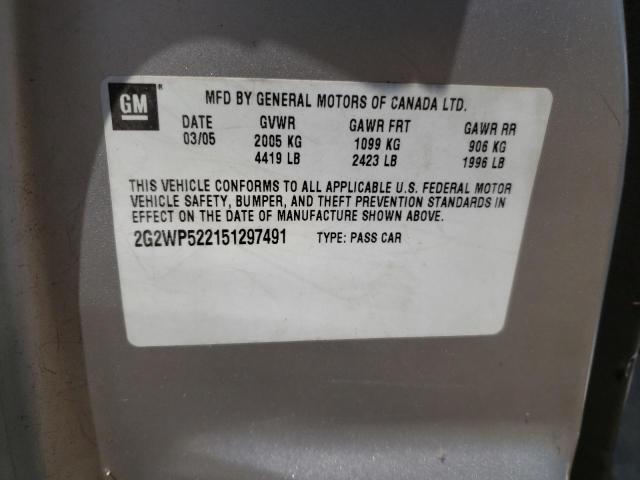 GM ®
MFD BY GENERAL MOTORS OF CANADA LTD.
DATE GVWR GAWR FRT GAWR RR
03/05 2005 KG 1099 KG 906 KG
4419 LB 2423 LB 1996 LB
THIS VEHICLE CONFORMS TO ALL APPLICABLE U.S. FEDERAL MOTOR
VEHICLE SAFETY, BUMPER, AND THEFT PREVENTION STANDARDS IN
EFFECT ON THE DATE OF MANUFACTURE SHOWN ABOVE.
2G2WP522151297491 TYPE: PASS CAR